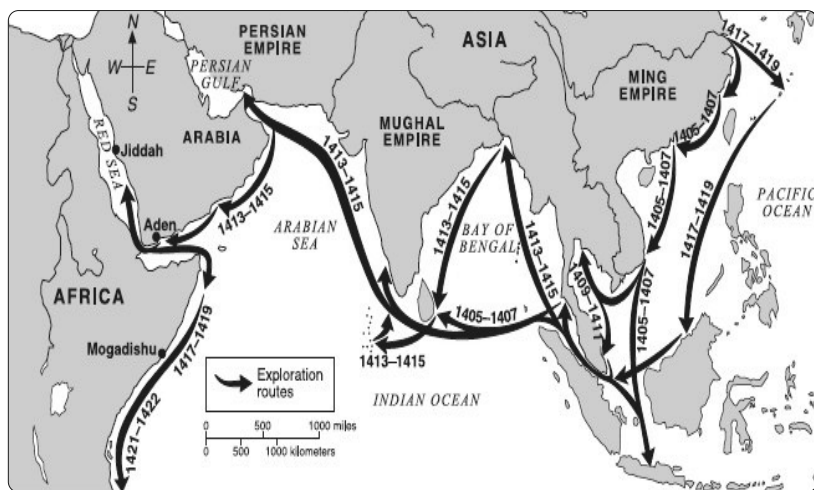 N
W E
S
PERSIAN
EMPIRE
PERSIAN
GULF
ASIA
1417–1419
MING
EMPIRE
RED SEA
Jiddah
ARABIA
MUGHAL
EMPIRE
1405–1407
1413–1415
1413–1415
1405–1407
PACIFIC
OCEAN
1413–1415
ARABIAN
SEA
BAY OF
BENGAL
1413–1415
1417–1419
Aden
AFRICA
1409–1411
1405–1407
1405–1407
1417–1419
Mogadishu
1413–1415
Exploration
routes
INDIAN OCEAN
1421–1422
0 500 1000 miles
0 500 1000 kilometers